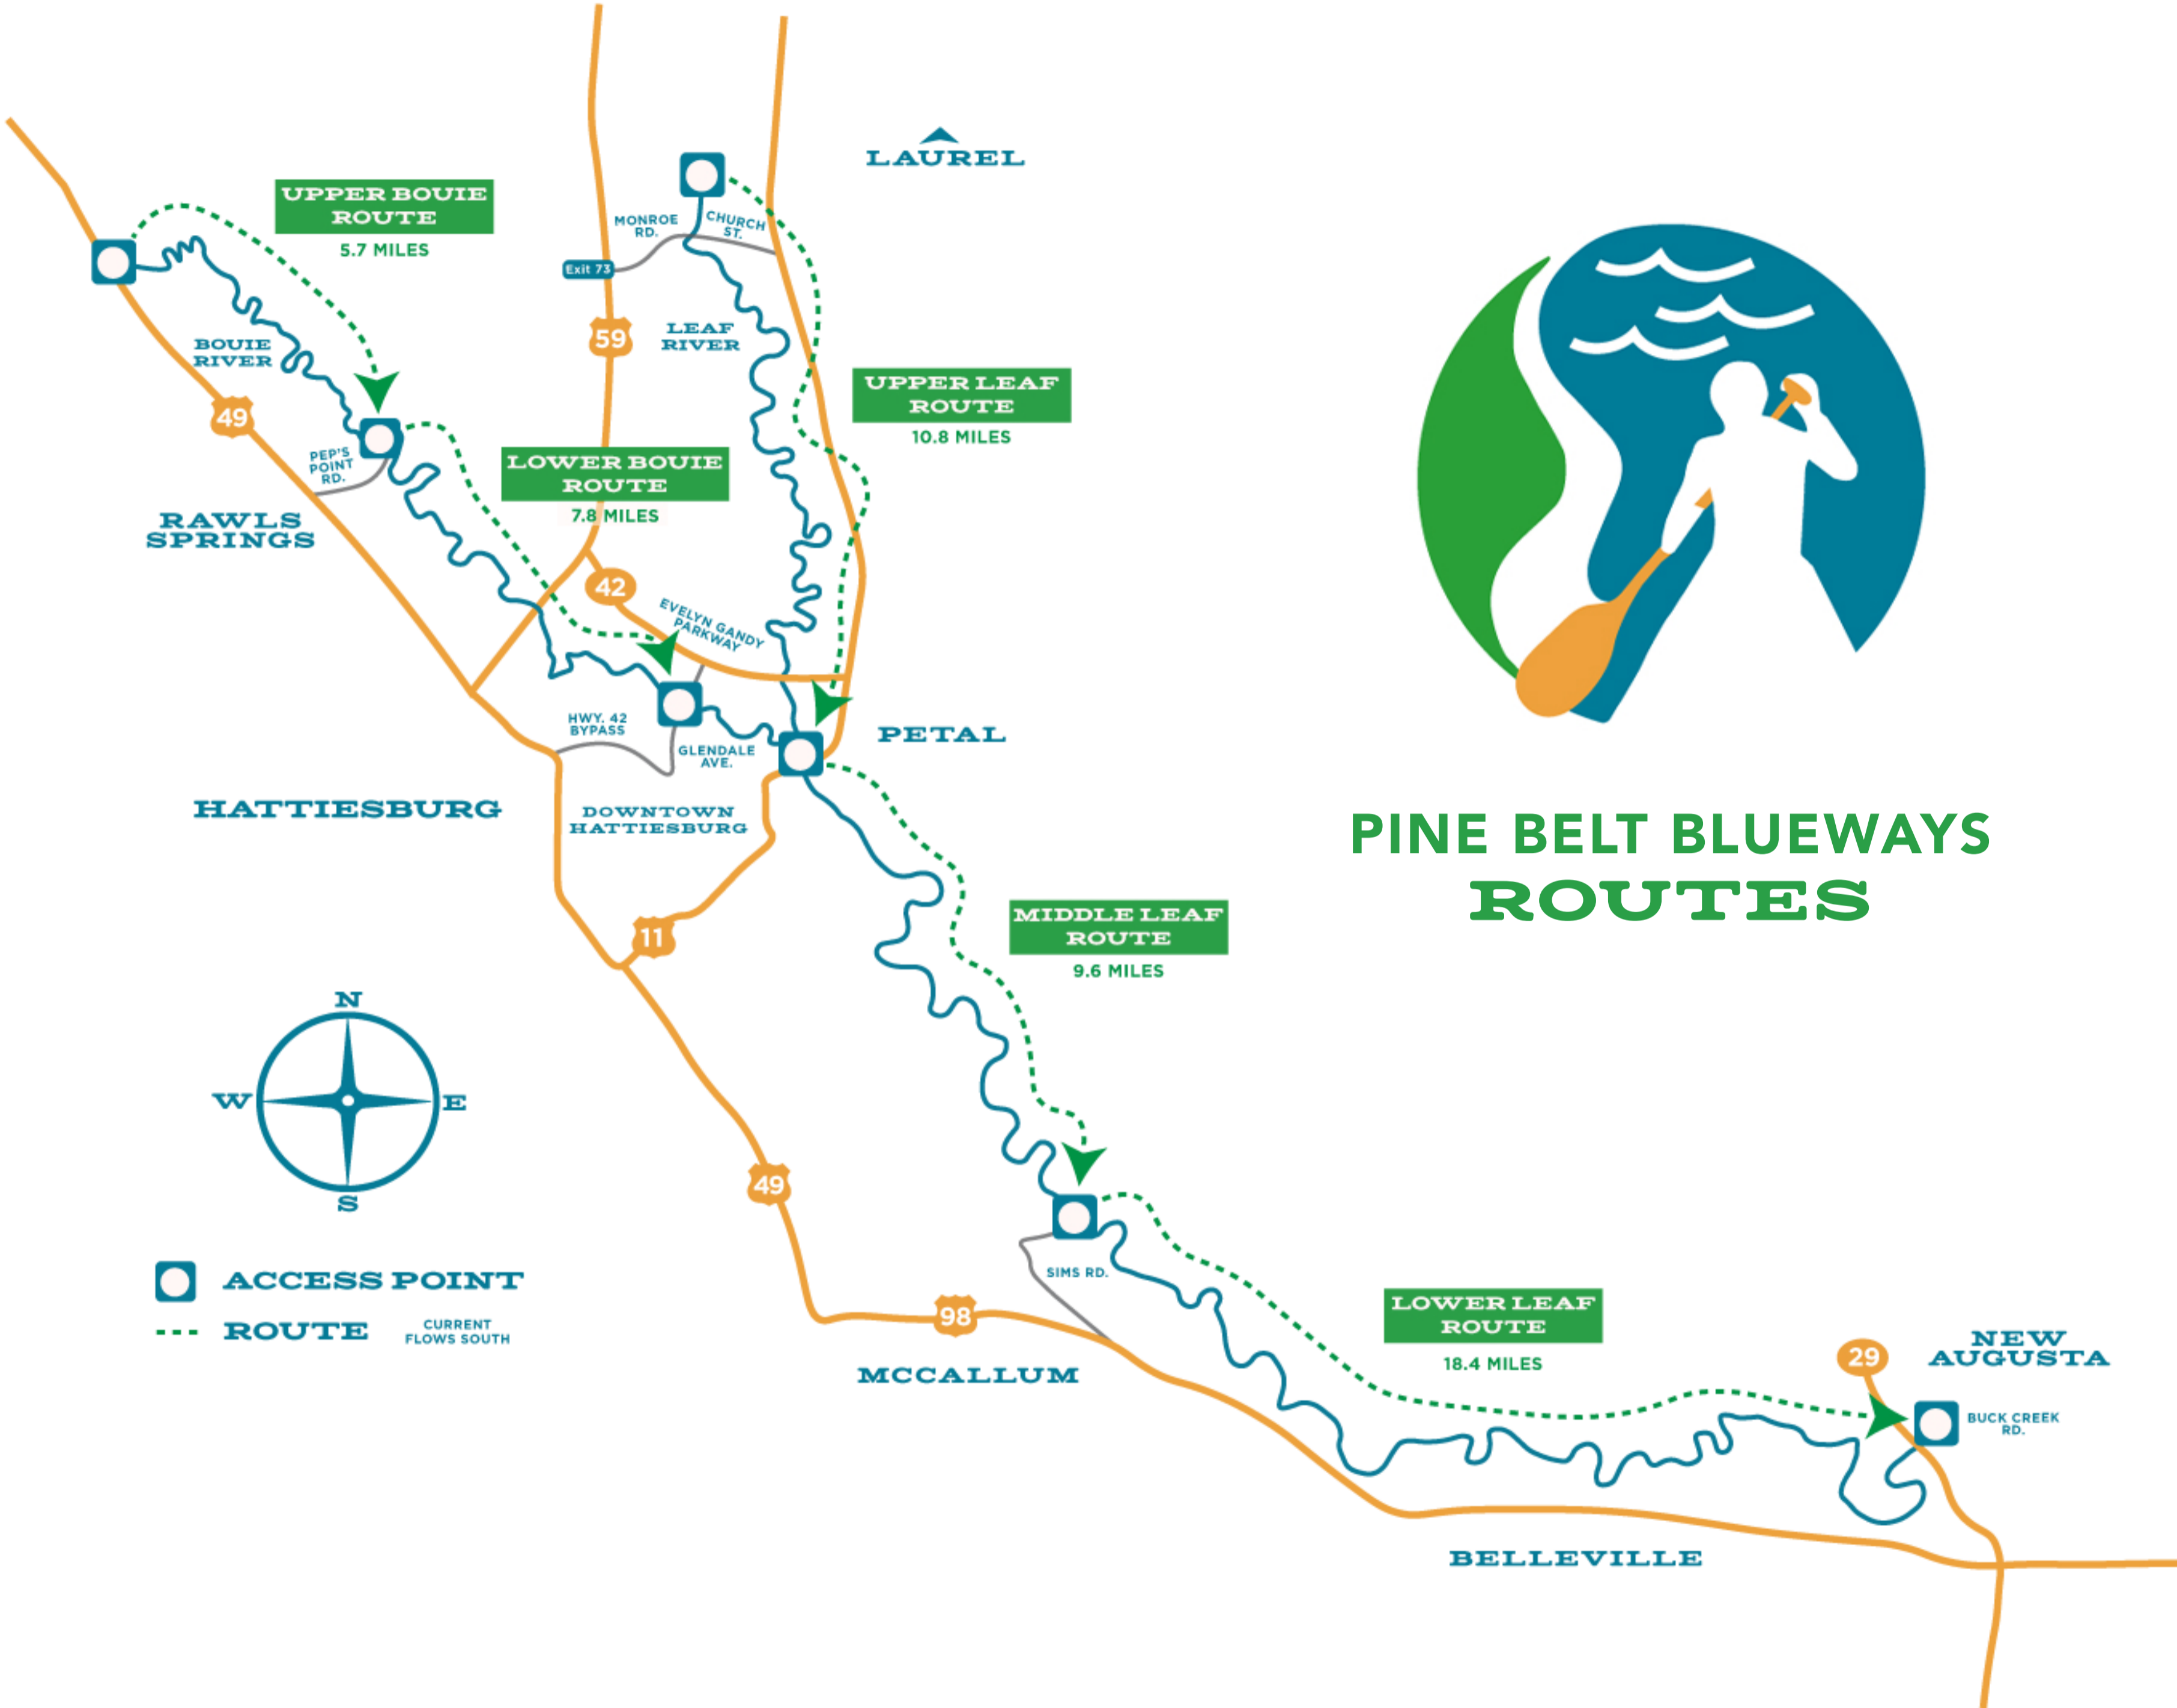 LAUREL
UPPER BOUIE
ROUTE
5.7 MILES
MONROE
RD.
CHURCH
ST.
Exit 73
59
LEAF
RIVER
BOUIE
RIVER
49
UPPER LEAF
ROUTE
10.8 MILES
PEP'S
POINT
RD.
LOWER BOUIE
ROUTE
7.8 MILES
RAWLS
SPRINGS
42
EVELYN GANDY
PARKWAY
HWY. 42
BYPASS
GLENDALE
AVE.
PETAL
HATTIESBURG
DOWNTOWN
HATTIESBURG
PINE BELT BLUEWAYS
ROUTES
MIDDLE LEAF
ROUTE
9.6 MILES
11
N
W
E
S
49
SIMS RD.
ACCESS POINT
ROUTE
CURRENT
FLOWS SOUTH
98
MCCALLUM
LOWER LEAF
ROUTE
18.4 MILES
29
NEW
AUGUSTA
BUCK CREEK
RD.
BELLEVILLE